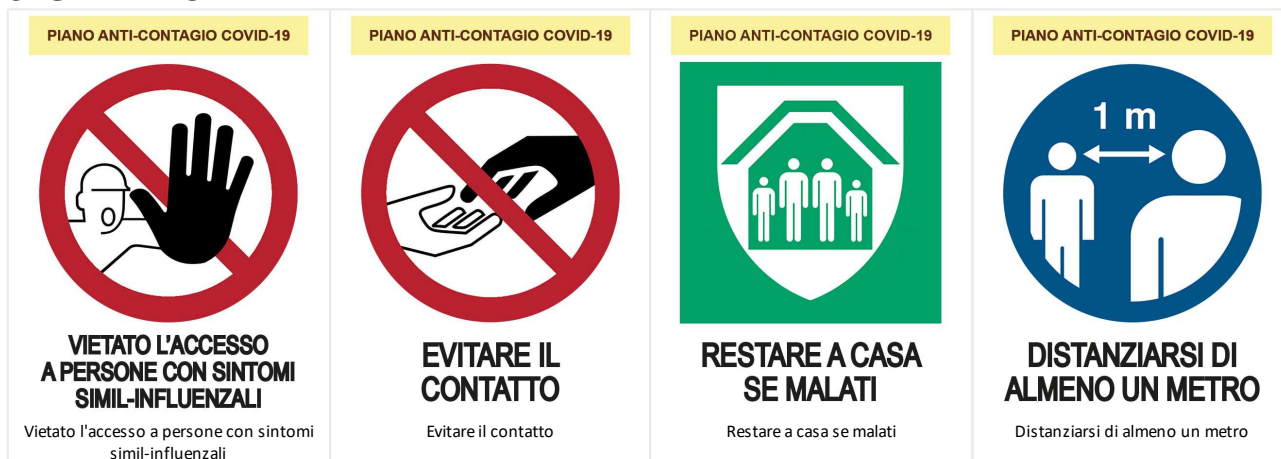 PIANO ANTI-CONTAGIO COVID-19
VIETATO L'ACCESSO
A PERSONE CON SINTOMI
SIMIL-INFLUENZALI
Vietato l'accesso a persone con sintomi
simil-influenzali
PIANO ANTI-CONTAGIO COVID-19
EVITARE IL
CONTATTO
Evitare il contatto
PIANO ANTI-CONTAGIO COVID-19
RESTARE A CASA
SE MALATI
Restare a casa se malati
PIANO ANTI-CONTAGIO COVID-19
1 m
DISTANZIARSI DI
ALMENO UN METRO
Distanziarsi di almeno un metro